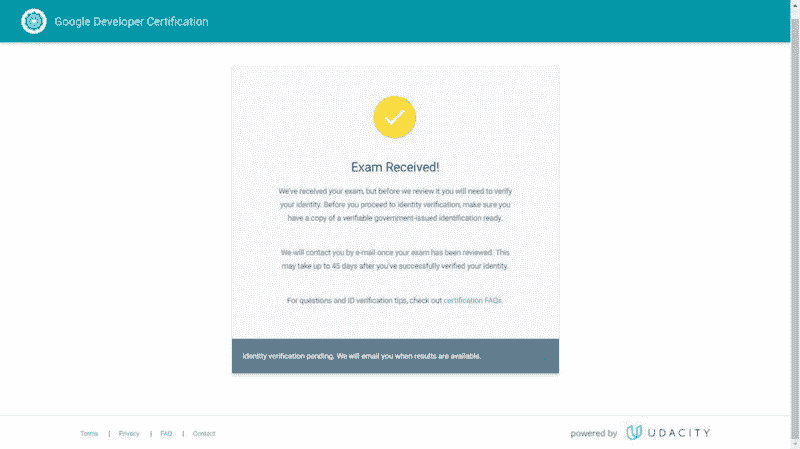 Google Developer Certification
Exam Received!
We've received your exam, but before we review it you will need to verify
your identity. Before you proceed to identity verification, make sure you
have a copy of a verifiable government-issued identification ready.
We will contact you by e-mail once your exam has been reviewed. This
may take up to 45 days after you've successfully verified your identity.
For questions and ID verification tips, check out certification FAQs.
Identity verification pending. We will email you when results are available.
Terms | Privacy | FAQ | Contact
powered by UDACITY